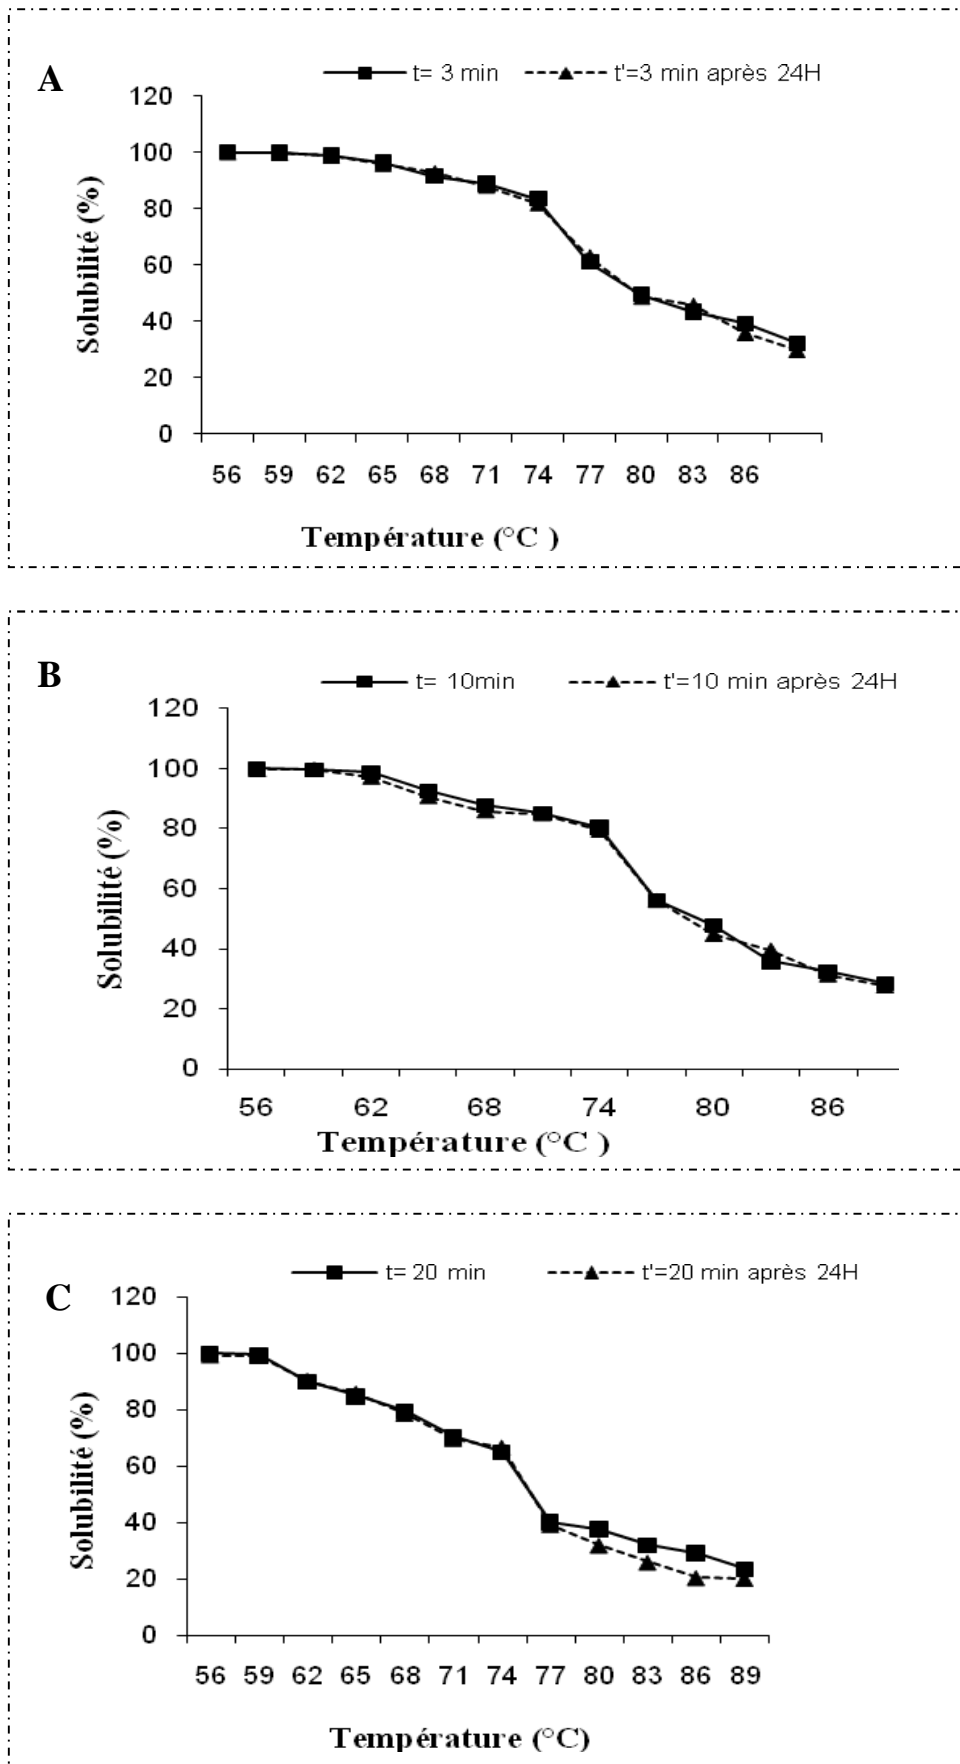 A
t= 3 min t'=3 min après 24H
120
100
80
60
40
20
0
Solubilité (%)
56 59 62 65 68 71 74 77 80 83 86
Température (°C )
B
t= 10min t'=10 min après 24H
120
100
80
60
40
20
0
Solubilité (%)
56 62 68 74 80 86
Température (°C )
C
t= 20 min t'=20 min après 24H
120
100
80
60
40
20
0
Solubilité (%)
56 59 62 65 68 71 74 77 80 83 86 89
Température (°C)